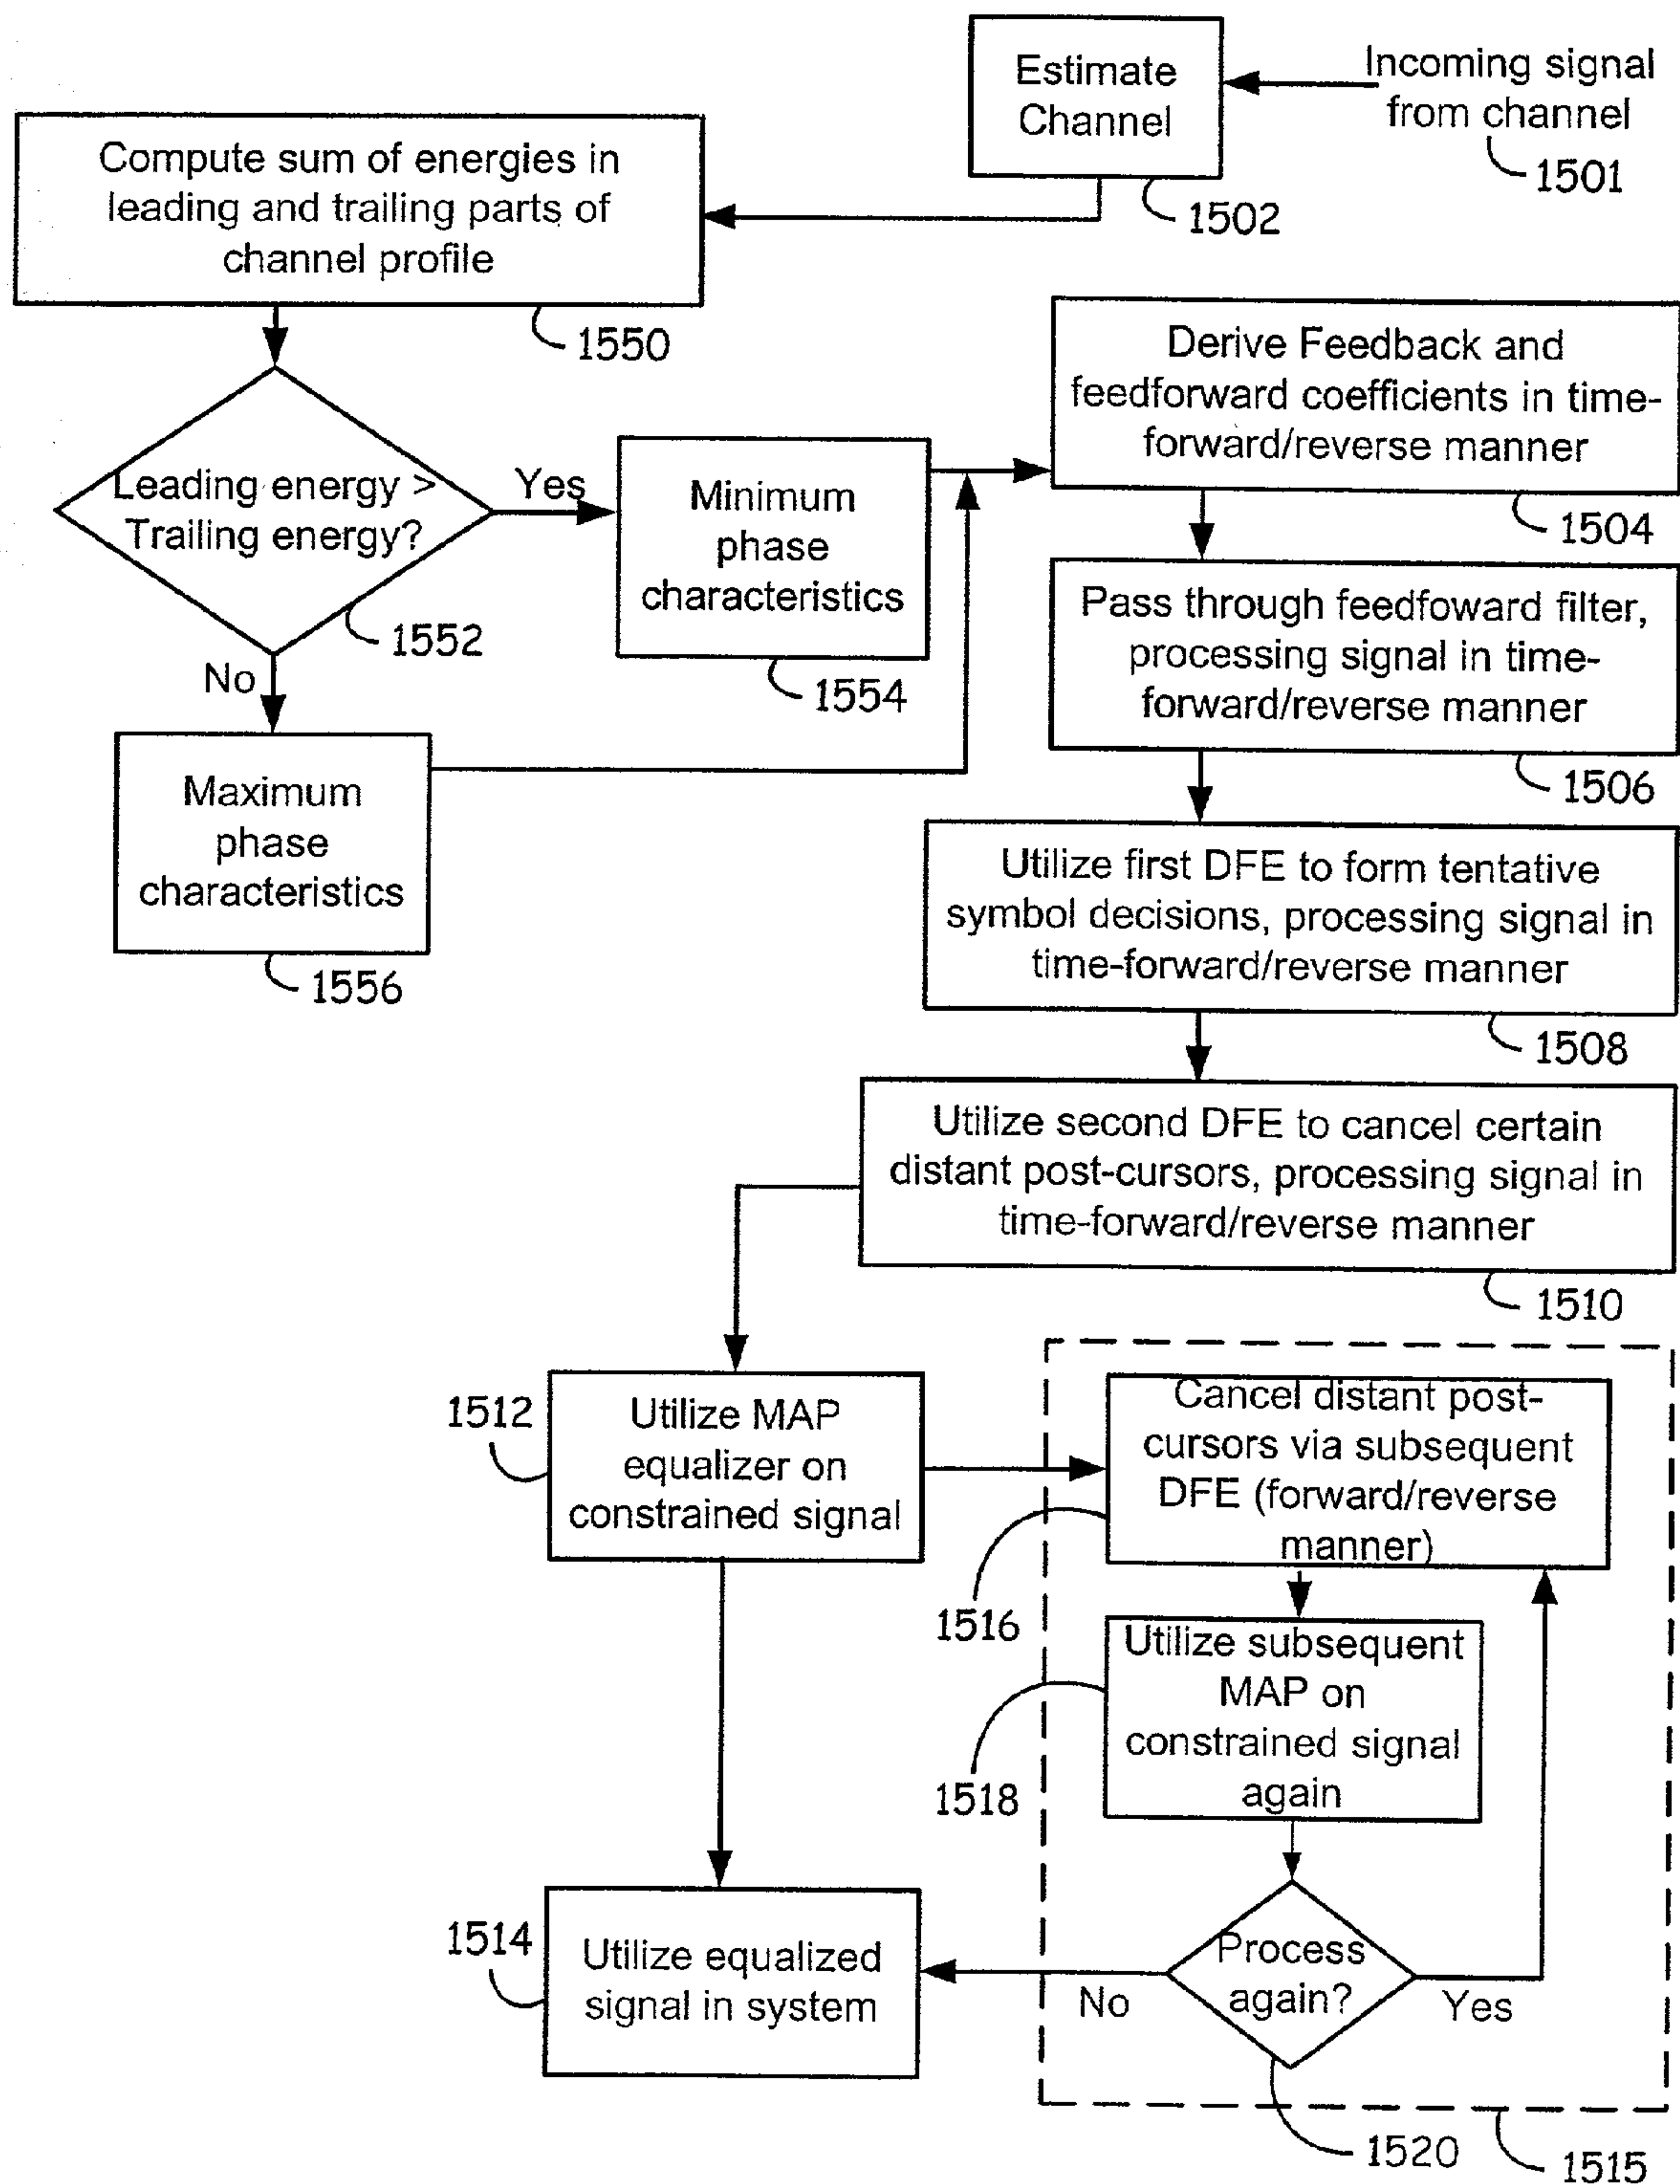 Estimate
Channel
Incoming signal
from channel
1501
1502
Compute sum of energies in
leading and trailing parts of
channel profile
1550
Derive Feedback and
feedforward coefficients in time-
forward/reverse manner
1504
Leading energy >
Trailing energy?
Yes
1552
No
Minimum
phase
characteristics
1554
Pass through feedfoward filter,
processing signal in time-
forward/reverse manner
1506
Maximum
phase
characteristics
1556
Utilize first DFE to form tentative
symbol decisions, processing signal in
time-forward/reverse manner
1508
Utilize second DFE to cancel certain
distant post-cursors, processing signal in
time-forward/reverse manner
1510
1512
Utilize MAP
equalizer on
constrained signal
Cancel distant post-
cursors via subsequent
DFE (forward/reverse
manner)
1516
Utilize subsequent
MAP on
constrained signal
again
1518
1514
Utilize equalized
signal in system
Process
again?
No
Yes
1520
1515